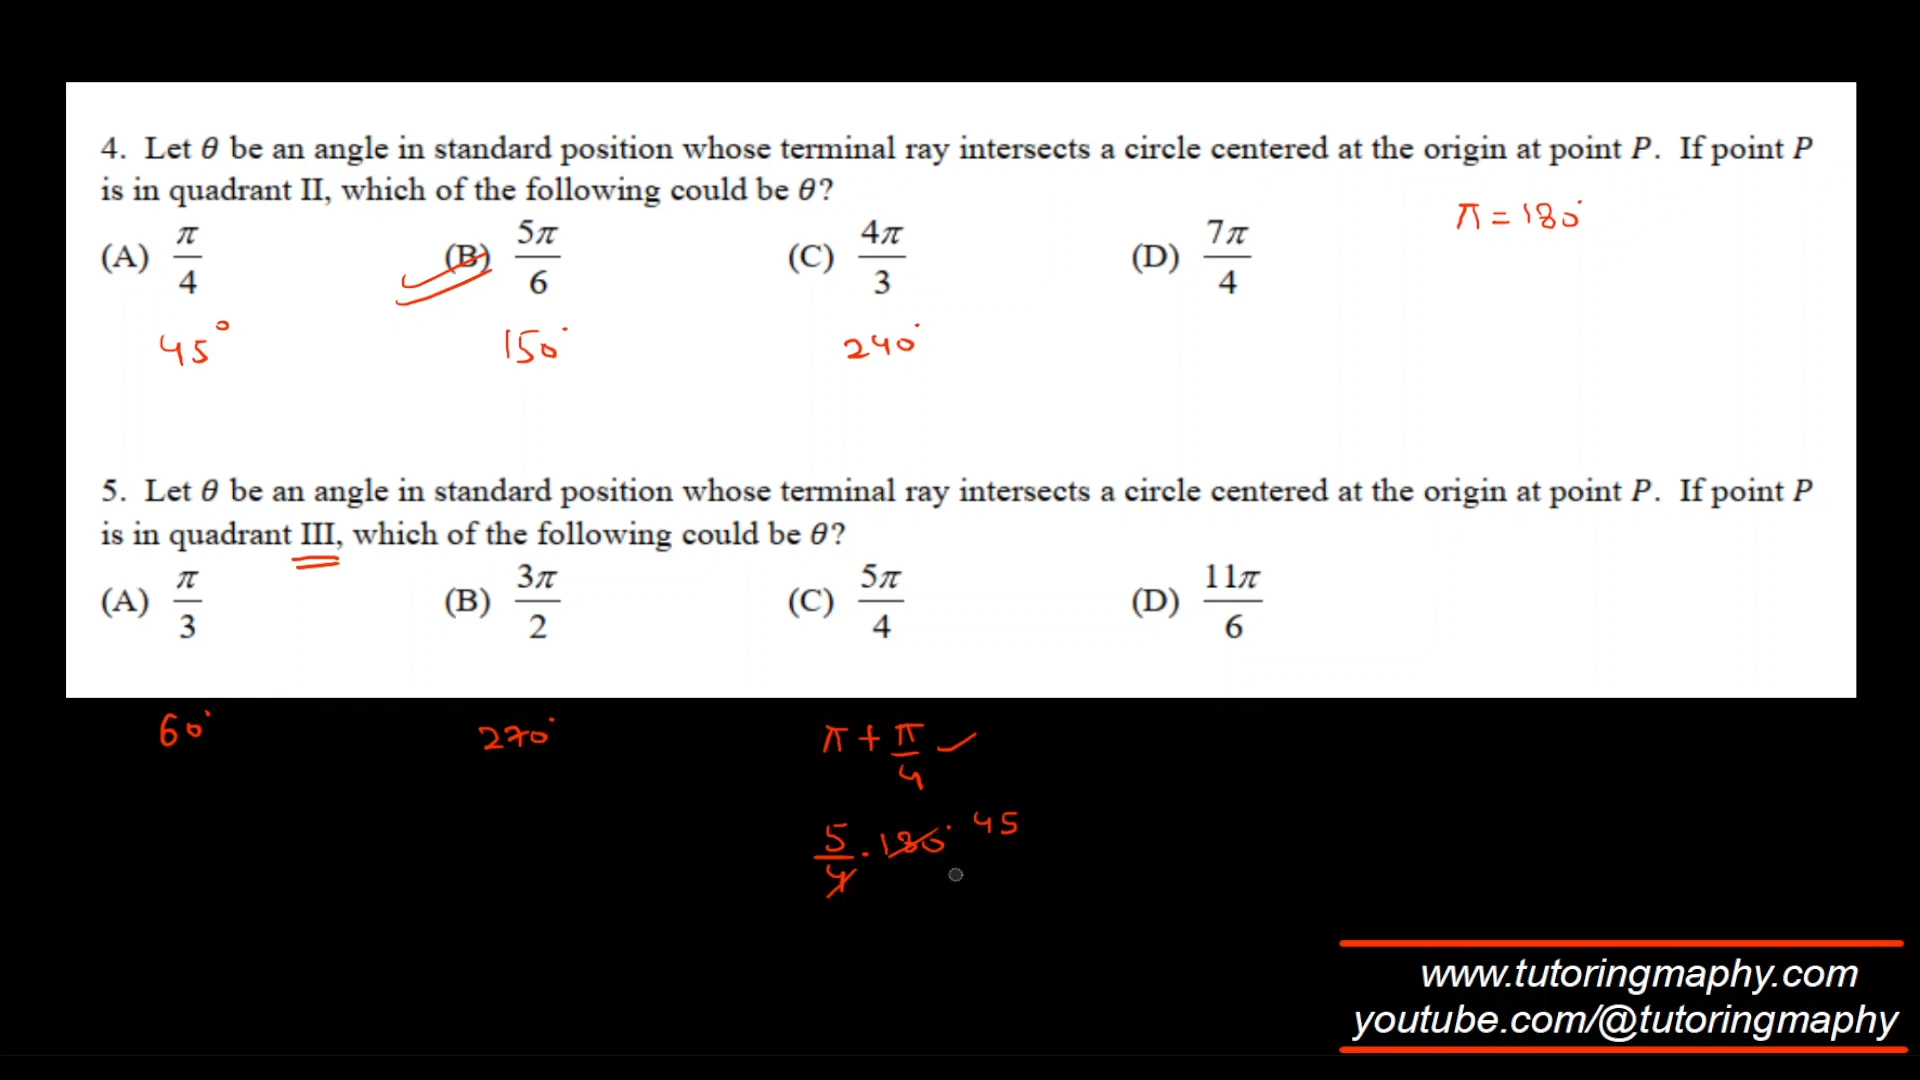 4. Let θ be an angle in standard position whose terminal ray intersects a circle centered at the origin at point P. If point P
is in quadrant II, which of the following could be θ?
π = 180°
(A) π/4 (B) 5π/6 (C) 4π/3 (D) 7π/4
45° 150° 240°
5. Let θ be an angle in standard position whose terminal ray intersects a circle centered at the origin at point P. If point P
is in quadrant III, which of the following could be θ?
(A) π/3 (B) 3π/2 (C) 5π/4 (D) 11π/6
60° 270° π + π/4 ✓
5/4 · 180° 45
www.tutoringmaphy.com
youtube.com/@tutoringmaphy